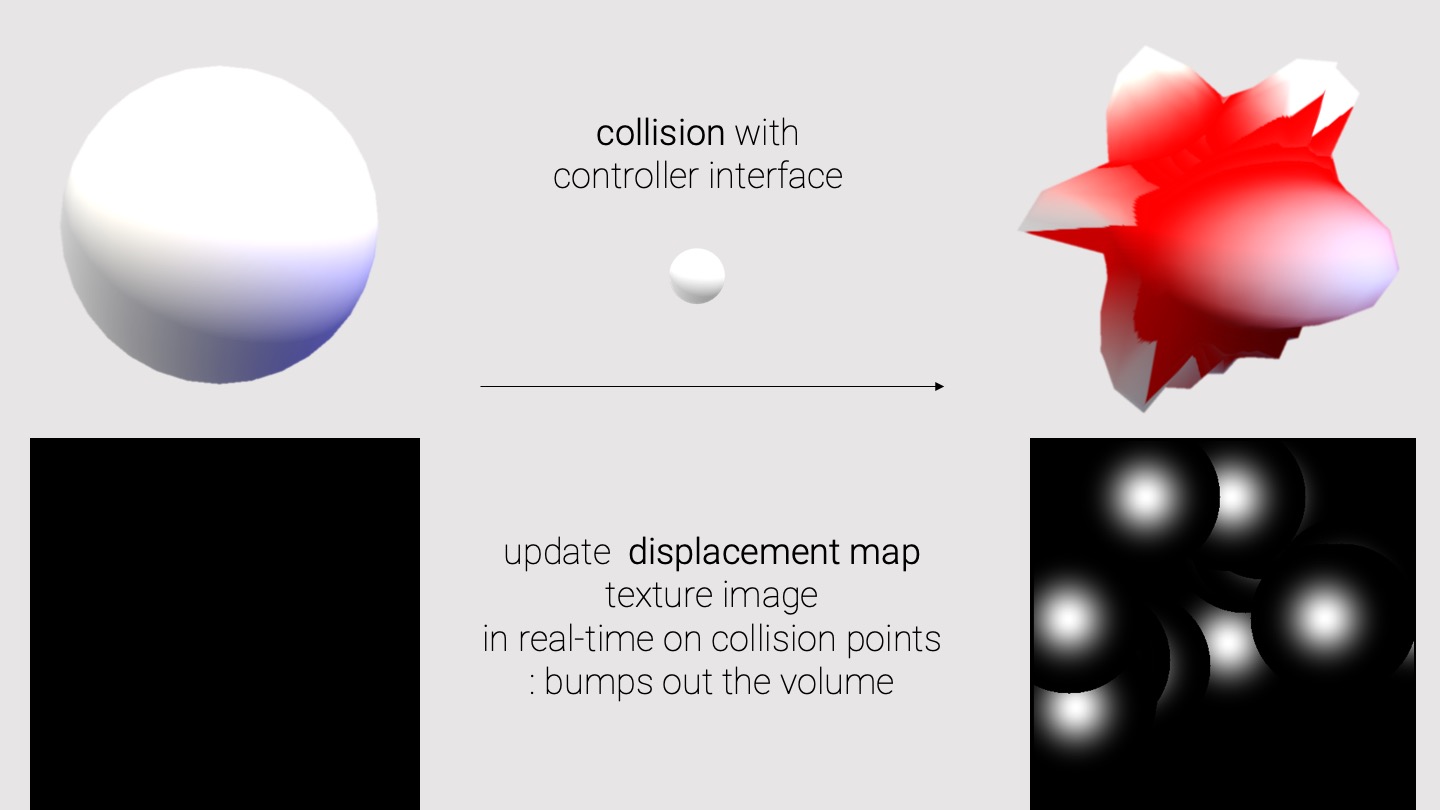 collision with
controller interface
update displacement map
texture image
in real-time on collision points
: bumps out the volume